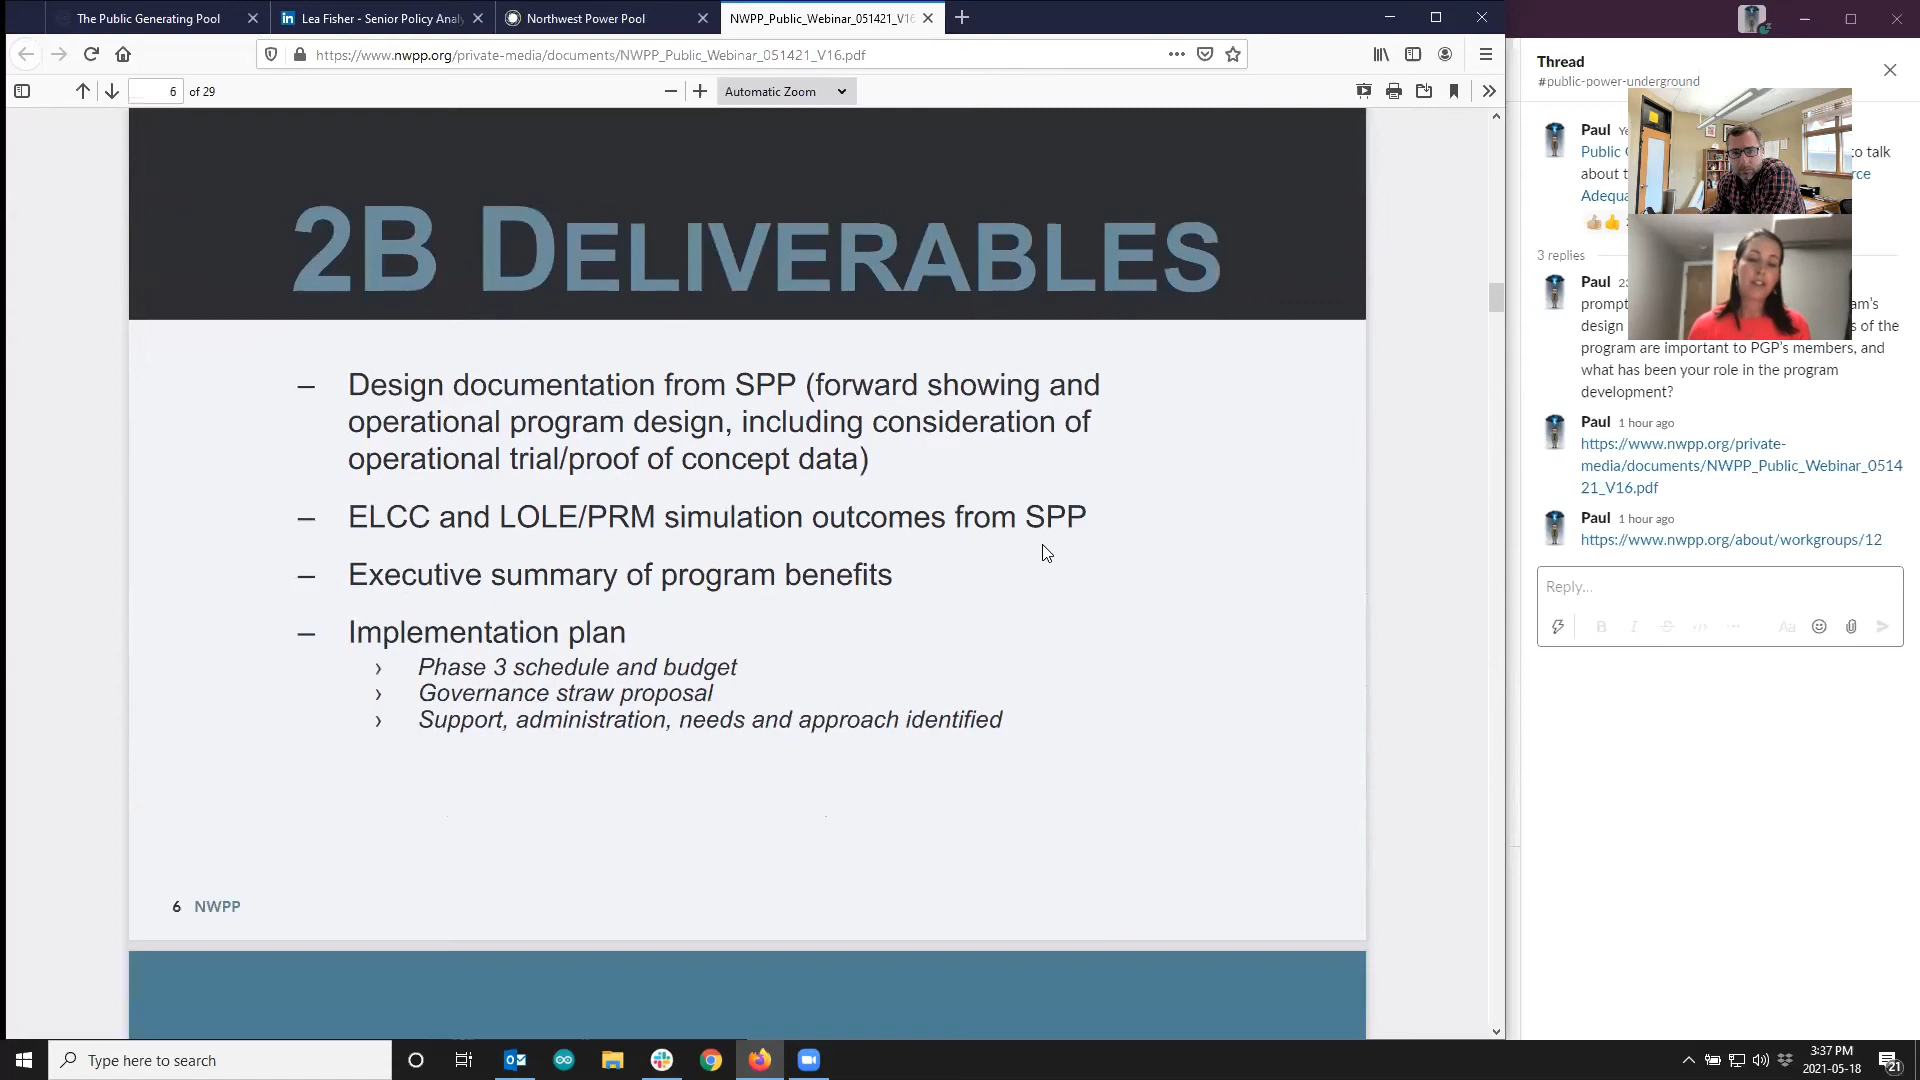 The Public Generating Pool
Lea Fisher - Senior Policy Analy
Northwest Power Pool
NWPP_Public_Webinar_051421_V16
https://www.nwpp.org/private-media/documents/NWPP_Public_Webinar_051421_V16.pdf
6 of 29
Automatic Zoom
2B DELIVERABLES
– Design documentation from SPP (forward showing and
operational program design, including consideration of
operational trial/proof of concept data)
– ELCC and LOLE/PRM simulation outcomes from SPP
– Executive summary of program benefits
– Implementation plan
› Phase 3 schedule and budget
› Governance straw proposal
› Support, administration, needs and approach identified
6 NWPP
Thread
#public-power-underground
Paul
Public
to talk
about
Adequa
3 replies
Paul
prompt
design
s of the
program are important to PGP's members, and
what has been your role in the program
development?
Paul 1 hour ago
https://www.nwpp.org/private-
media/documents/NWPP_Public_Webinar_0514
21_V16.pdf
Paul 1 hour ago
https://www.nwpp.org/about/workgroups/12
Reply...
B I S </> Aa
Type here to search
3:37 PM
2021-05-18
21